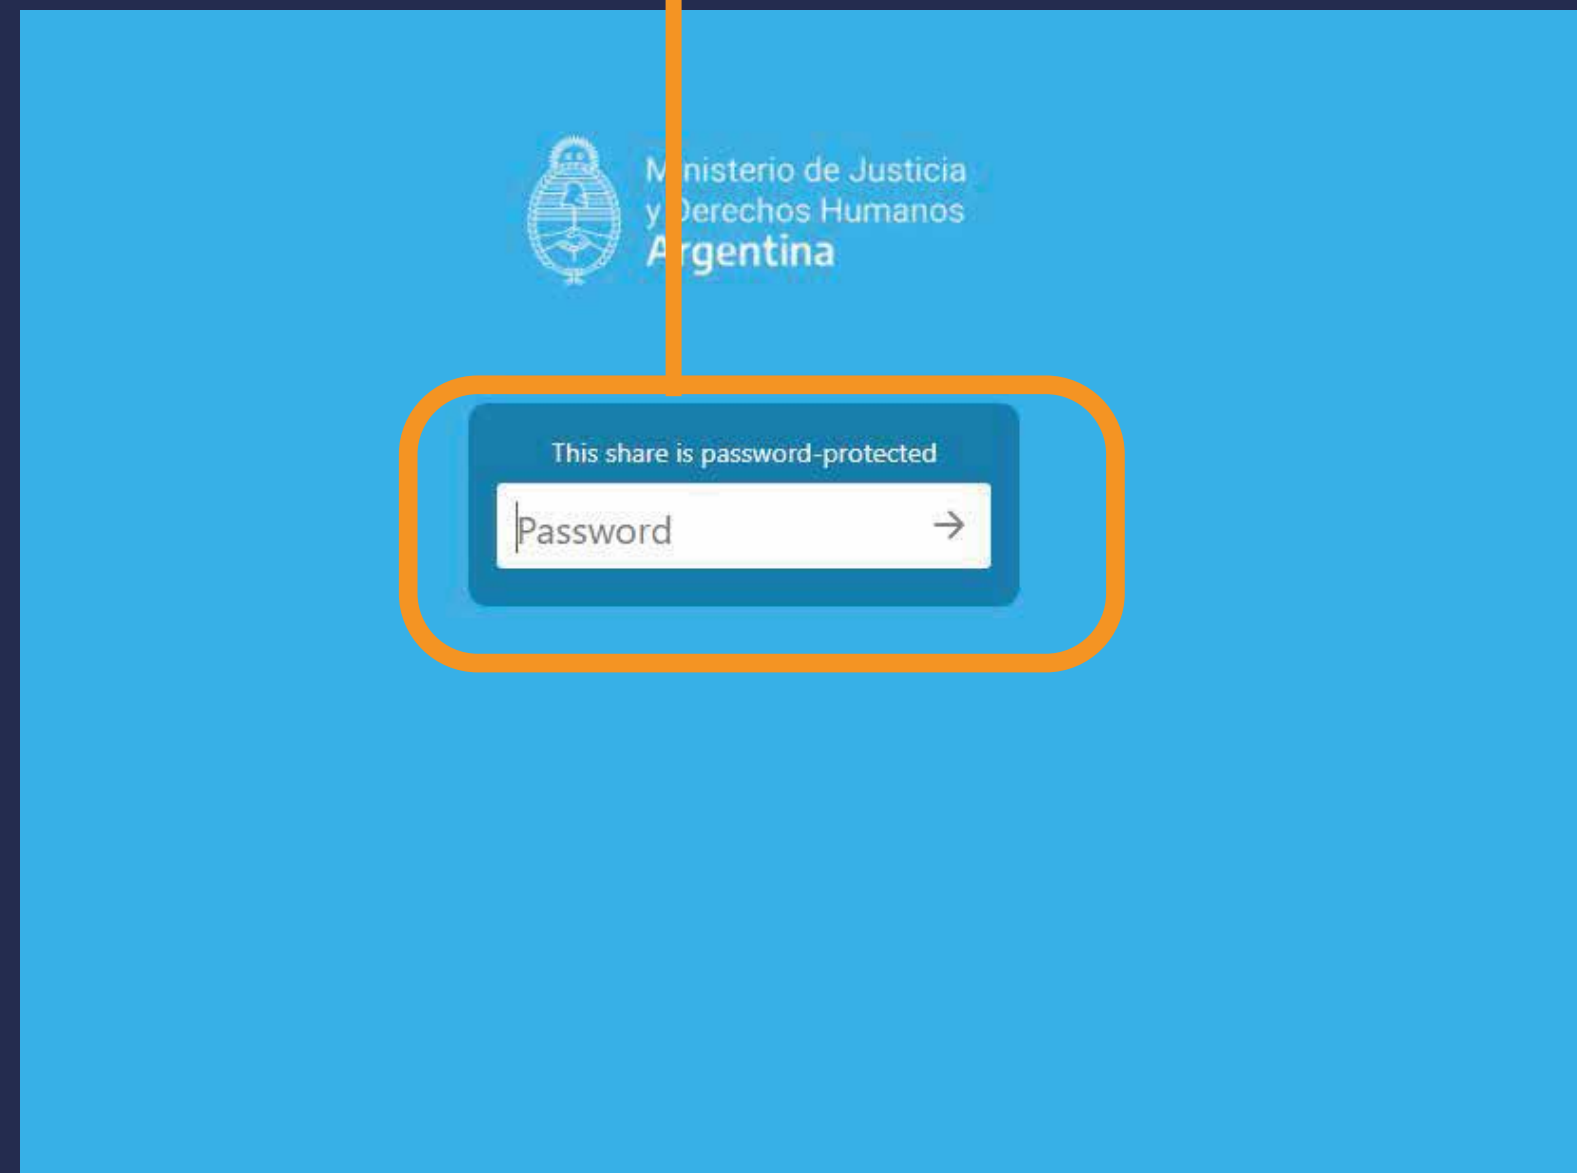 Ministerio de Justicia
y Derechos Humanos
Argentina
This share is password-protected
Password